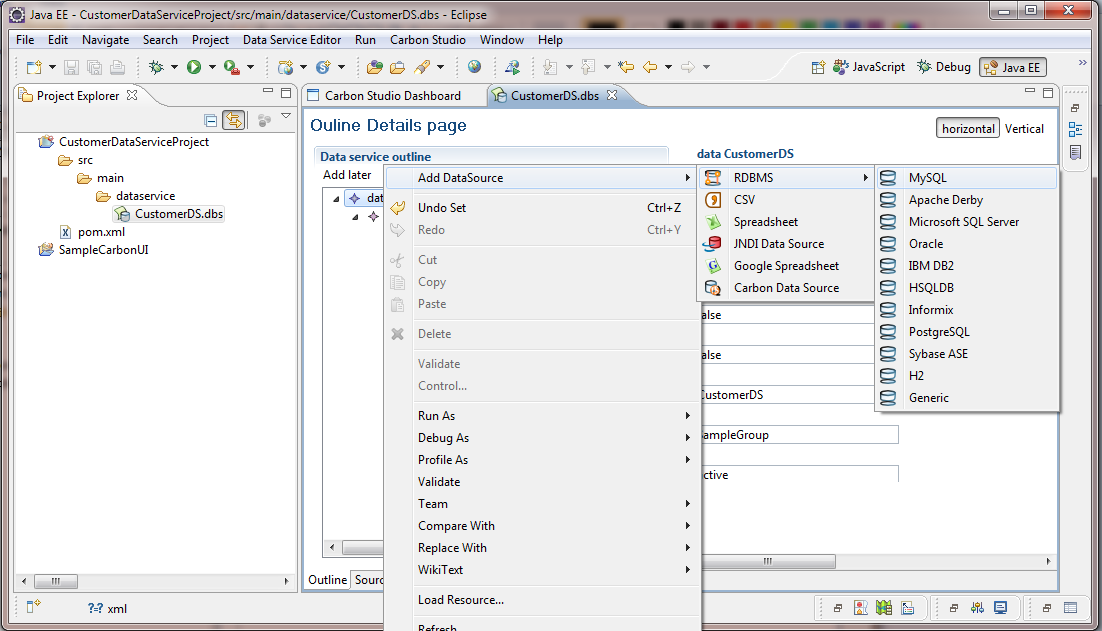 Java EE - CustomerDataServiceProject/src/main/dataservice/CustomerDS.dbs - Eclipse
File Edit Navigate Search Project Data Service Editor Run Carbon Studio Window Help
JavaScript Debug Java EE
Project Explorer
CustomerDataServiceProject
src
main
dataservice
CustomerDS.dbs
pom.xml
SampleCarbonUI
Carbon Studio Dashboard CustomerDS.dbs
Ouline Details page
horizontal Vertical
Data service outline
data CustomerDS
Add later
dat
Add DataSource
Undo Set Ctrl+Z
Redo Ctrl+Y
Cut
Copy
Paste
Delete
Validate
Control...
Run As
Debug As
Profile As
Validate
Team
Compare With
Replace With
WikiText
Load Resource...
Refresh
RDBMS
CSV
Spreadsheet
JNDI Data Source
Google Spreadsheet
Carbon Data Source
MySQL
Apache Derby
Microsoft SQL Server
Oracle
IBM DB2
HSQLDB
Informix
PostgreSQL
Sybase ASE
H2
Generic
alse
alse
CustomerDS
ampleGroup
ctive
Outline Sourc
?-? xml